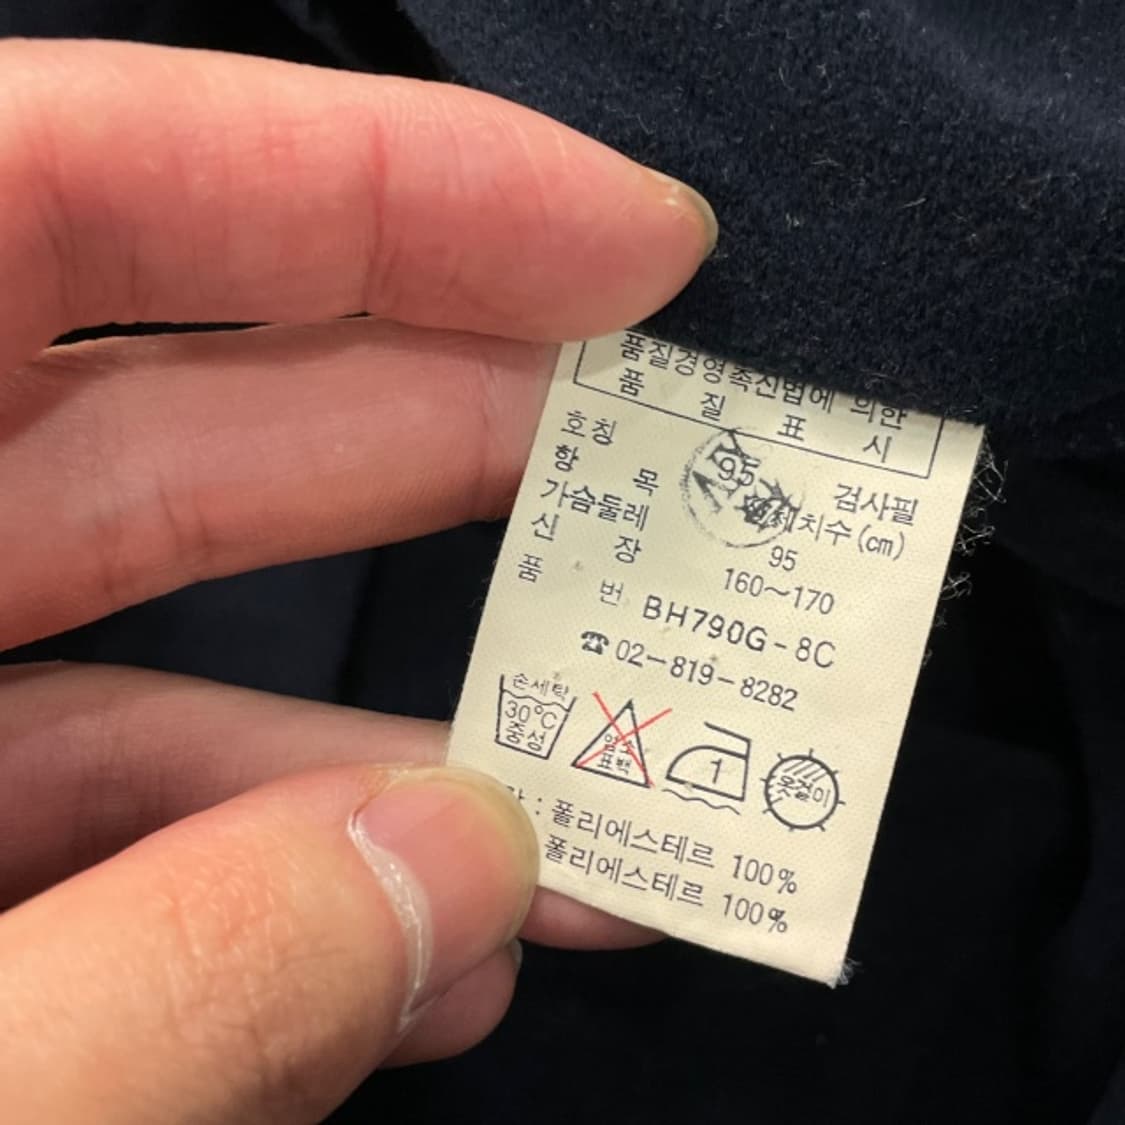 품질경영촉진법에 의한
품 질 표 시
호칭 95 검사필
항 목 신체치수(cm)
가슴둘레 95
신 장 160~170
품 번 BH790G-8C
☎ 02-819-8282
손세탁
30℃
중성
염소
표백
1
옷걸이
: 폴리에스테르 100%
폴리에스테르 100%